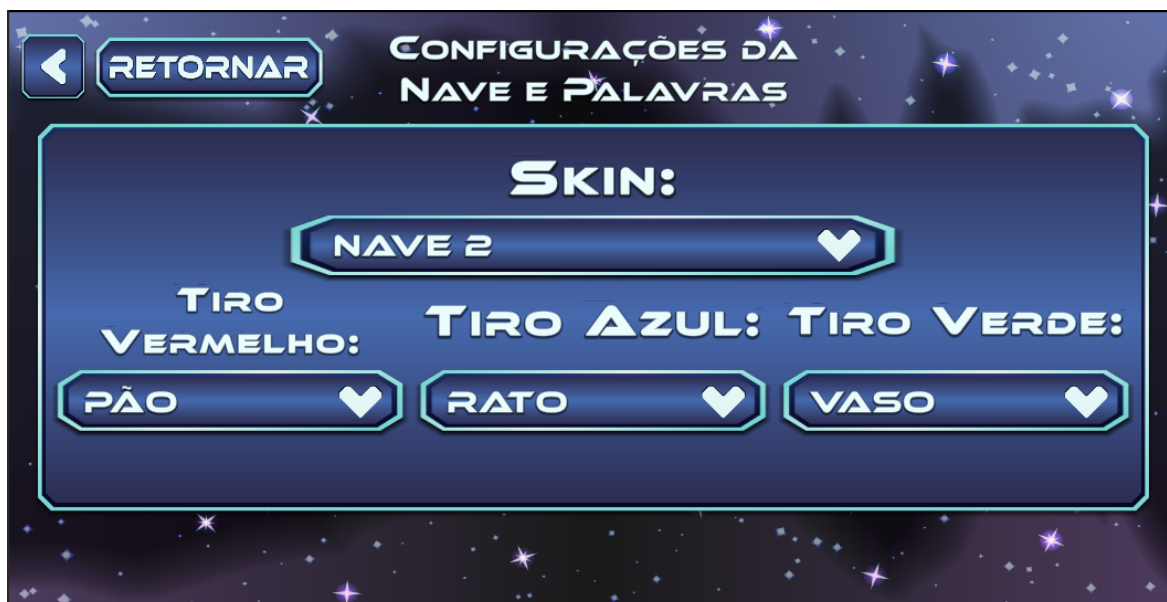 RETORNAR
CONFIGURAÇÕES DA
NAVE E PALAVRAS
SKIN:
NAVE 2
TIRO
VERMELHO:
TIRO AZUL:
TIRO VERDE:
PÃO
RATO
VASO